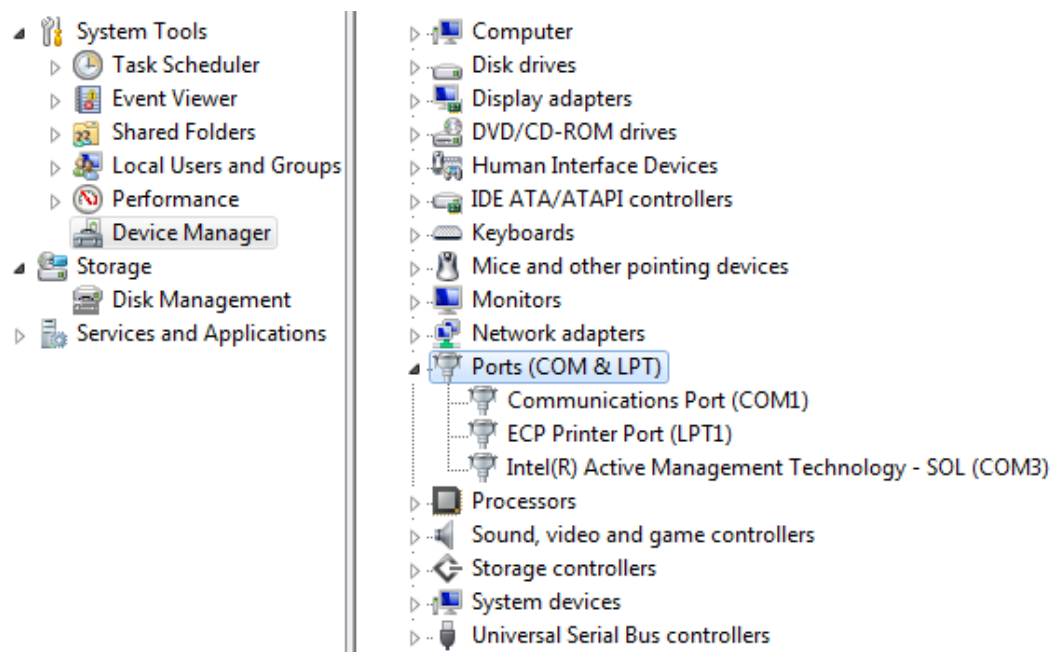 System Tools
Task Scheduler
Event Viewer
Shared Folders
Local Users and Groups
Performance
Device Manager
Storage
Disk Management
Services and Applications
Computer
Disk drives
Display adapters
DVD/CD-ROM drives
Human Interface Devices
IDE ATA/ATAPI controllers
Keyboards
Mice and other pointing devices
Monitors
Network adapters
Ports (COM & LPT)
Communications Port (COM1)
ECP Printer Port (LPT1)
Intel(R) Active Management Technology - SOL (COM3)
Processors
Sound, video and game controllers
Storage controllers
System devices
Universal Serial Bus controllers